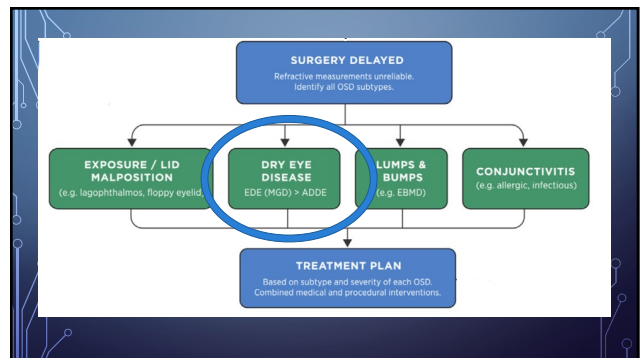 SURGERY DELAYED
Refractive measurements unreliable.
Identify all OSD subtypes.
EXPOSURE / LID
MALPOSITION
(e.g. lagophthalmos, floppy eyelid
DRY EYE
DISEASE
EDE (MGD) > ADDE
LUMPS &
BUMPS
(e.g. EBMD)
CONJUNCTIVITIS
(e.g. allergic, infectious)
TREATMENT PLAN
Based on subtype and severity of each OSD.
Combined medical and procedural interventions.